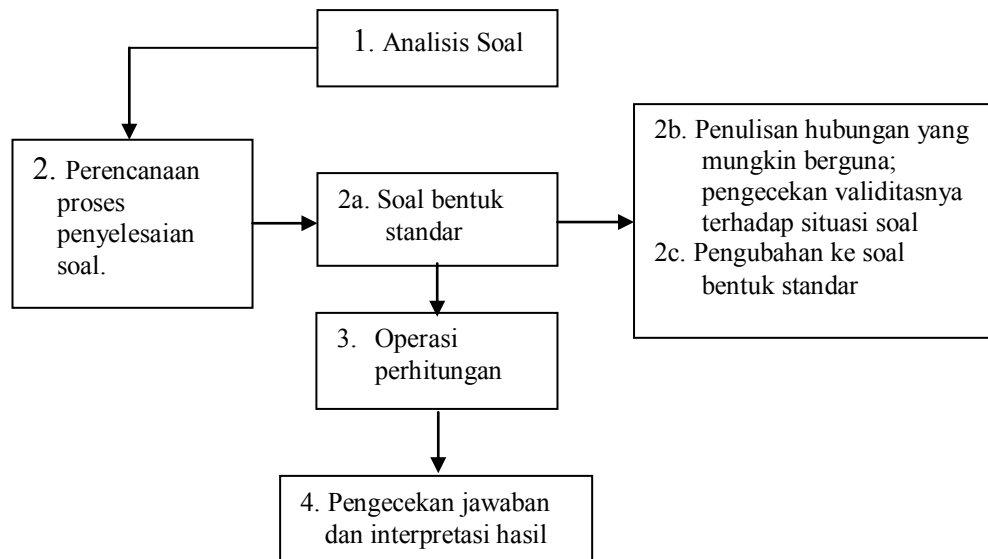 1. Analisis Soal
2. Perencanaan
proses
penyelesaian
soal.
2a. Soal bentuk
standar
2b. Penulisan hubungan yang
mungkin berguna;
pengecekan validitasnya
terhadap situasi soal
2c. Pengubahan ke soal
bentuk standar
3. Operasi
perhitungan
4. Pengecekan jawaban
dan interpretasi hasil